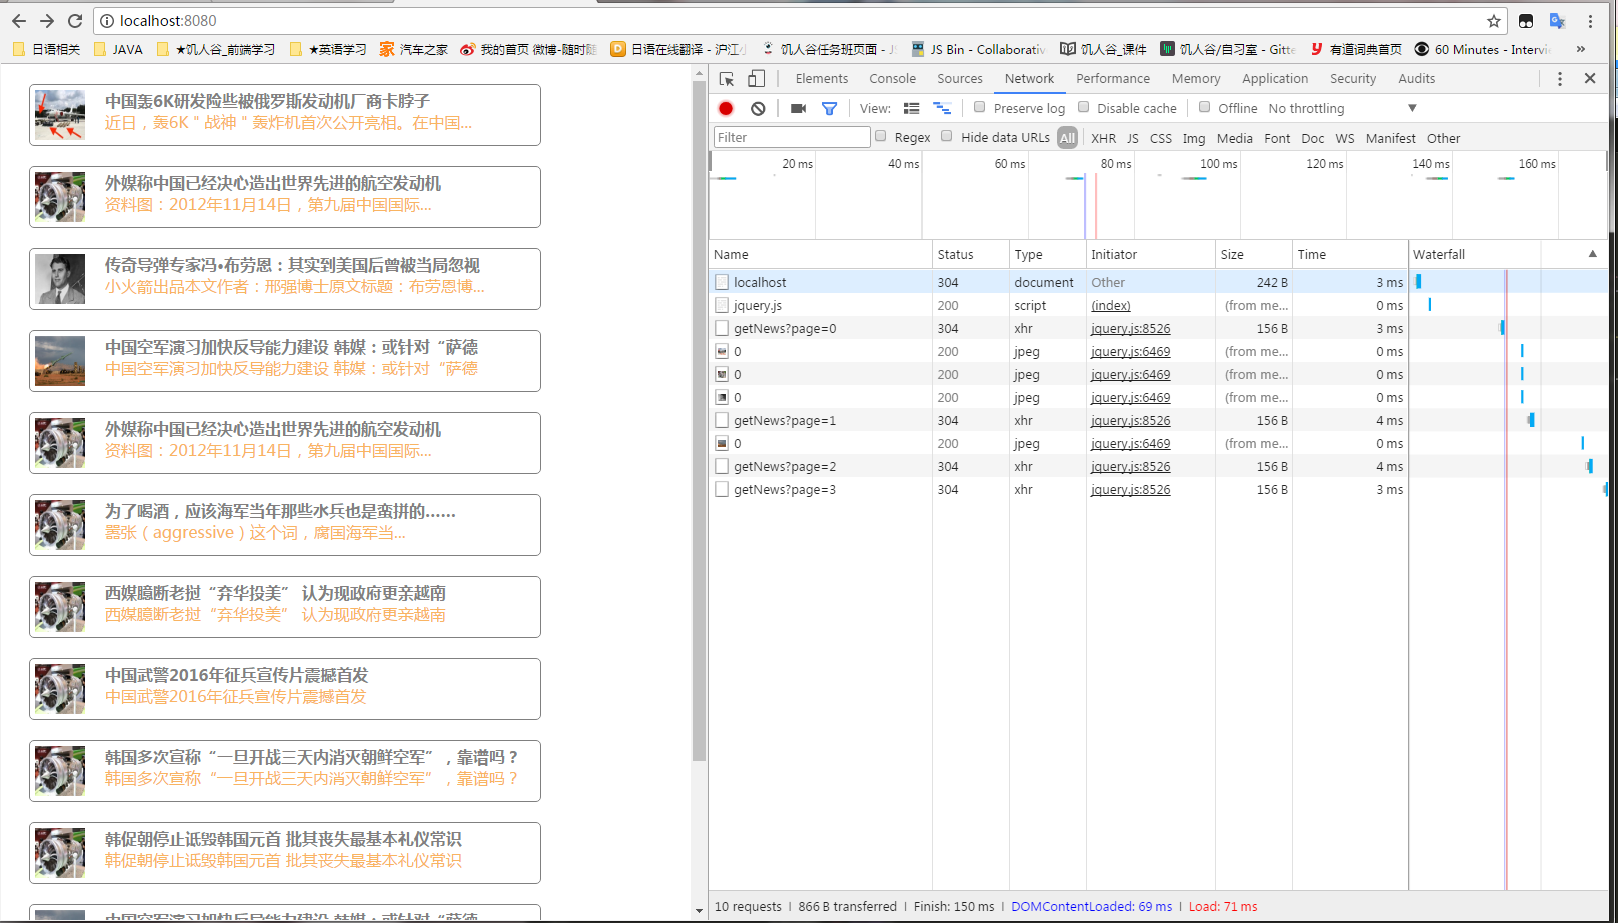 localhost:8080
日语相关 JAVA ★饥人谷_前端学习 ★英语学习 汽车之家 我的首页 微博-随时随 日语在线翻译 - 沪江 饥人谷任务班页面 - JS JS Bin - Collaborativ 饥人谷_课件 饥人谷/自习室 - Gitte 有道词典首页 60 Minutes - Intervi »
中国轰6K研发险些被俄罗斯发动机厂商卡脖子
近日，轰6K＂战神＂轰炸机首次公开亮相。在中国...
外媒称中国已经决心造出世界先进的航空发动机
资料图：2012年11月14日，第九届中国国际...
传奇导弹专家冯•布劳恩：其实到美国后曾被当局忽视
小火箭出品本文作者：邢强博士原文标题：布劳恩博...
中国空军演习加快反导能力建设 韩媒：或针对“萨德
中国空军演习加快反导能力建设 韩媒：或针对“萨德
外媒称中国已经决心造出世界先进的航空发动机
资料图：2012年11月14日，第九届中国国际...
为了喝酒，应该海军当年那些水兵也是蛮拼的……
嚣张（aggressive）这个词，腐国海军当...
西媒臆断老挝“弃华投美” 认为现政府更亲越南
西媒臆断老挝“弃华投美” 认为现政府更亲越南
中国武警2016年征兵宣传片震撼首发
中国武警2016年征兵宣传片震撼首发
韩国多次宣称“一旦开战三天内消灭朝鲜空军”，靠谱吗？
韩国多次宣称“一旦开战三天内消灭朝鲜空军”，靠谱吗？
韩促朝停止诋毁韩国元首 批其丧失最基本礼仪常识
韩促朝停止诋毁韩国元首 批其丧失最基本礼仪常识
中国空军演习加快反导能力建设 韩媒：或针对“萨德
Elements Console Sources Network Performance Memory Application Security Audits
View: Preserve log Disable cache Offline No throttling
Filter Regex Hide data URLs All XHR JS CSS Img Media Font Doc WS Manifest Other
20 ms 40 ms 60 ms 80 ms 100 ms 120 ms 140 ms 160 ms
Name Status Type Initiator Size Time Waterfall
localhost 304 document Other 242 B 3 ms
jquery.js 200 script (index) (from me... 0 ms
getNews?page=0 304 xhr jquery.js:8526 156 B 3 ms
0 200 jpeg jquery.js:6469 (from me... 0 ms
0 200 jpeg jquery.js:6469 (from me... 0 ms
0 200 jpeg jquery.js:6469 (from me... 0 ms
getNews?page=1 304 xhr jquery.js:8526 156 B 4 ms
0 200 jpeg jquery.js:6469 (from me... 0 ms
getNews?page=2 304 xhr jquery.js:8526 156 B 4 ms
getNews?page=3 304 xhr jquery.js:8526 156 B 3 ms
10 requests | 866 B transferred | Finish: 150 ms | DOMContentLoaded: 69 ms | Load: 71 ms